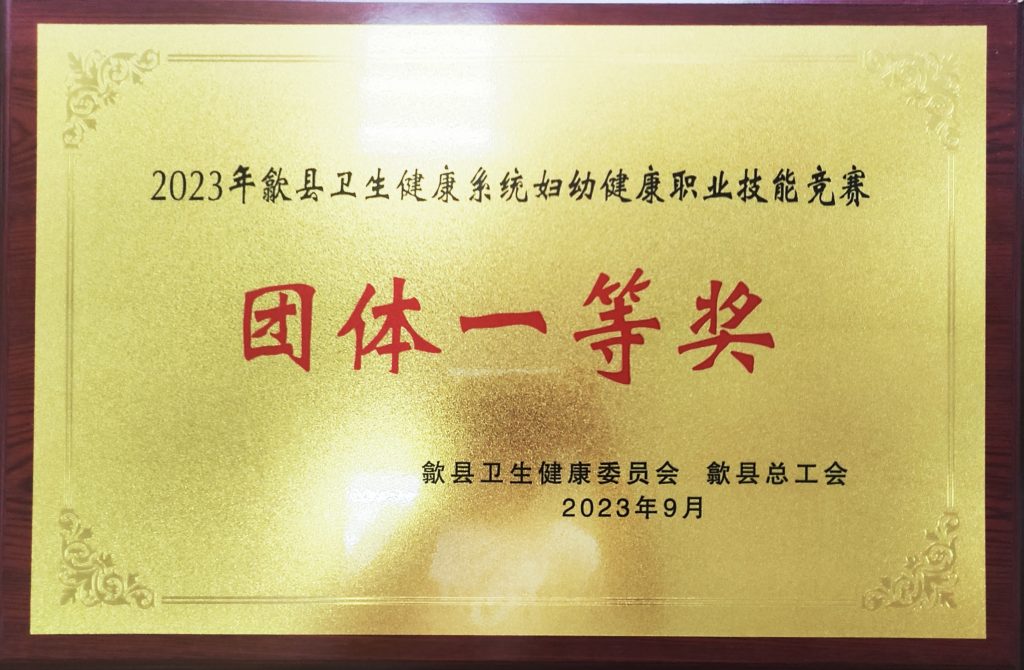 2023年歙县卫生健康系统妇幼健康职业技能竞赛
团体一等奖
歙县卫生健康委员会 歙县总工会
2023年9月